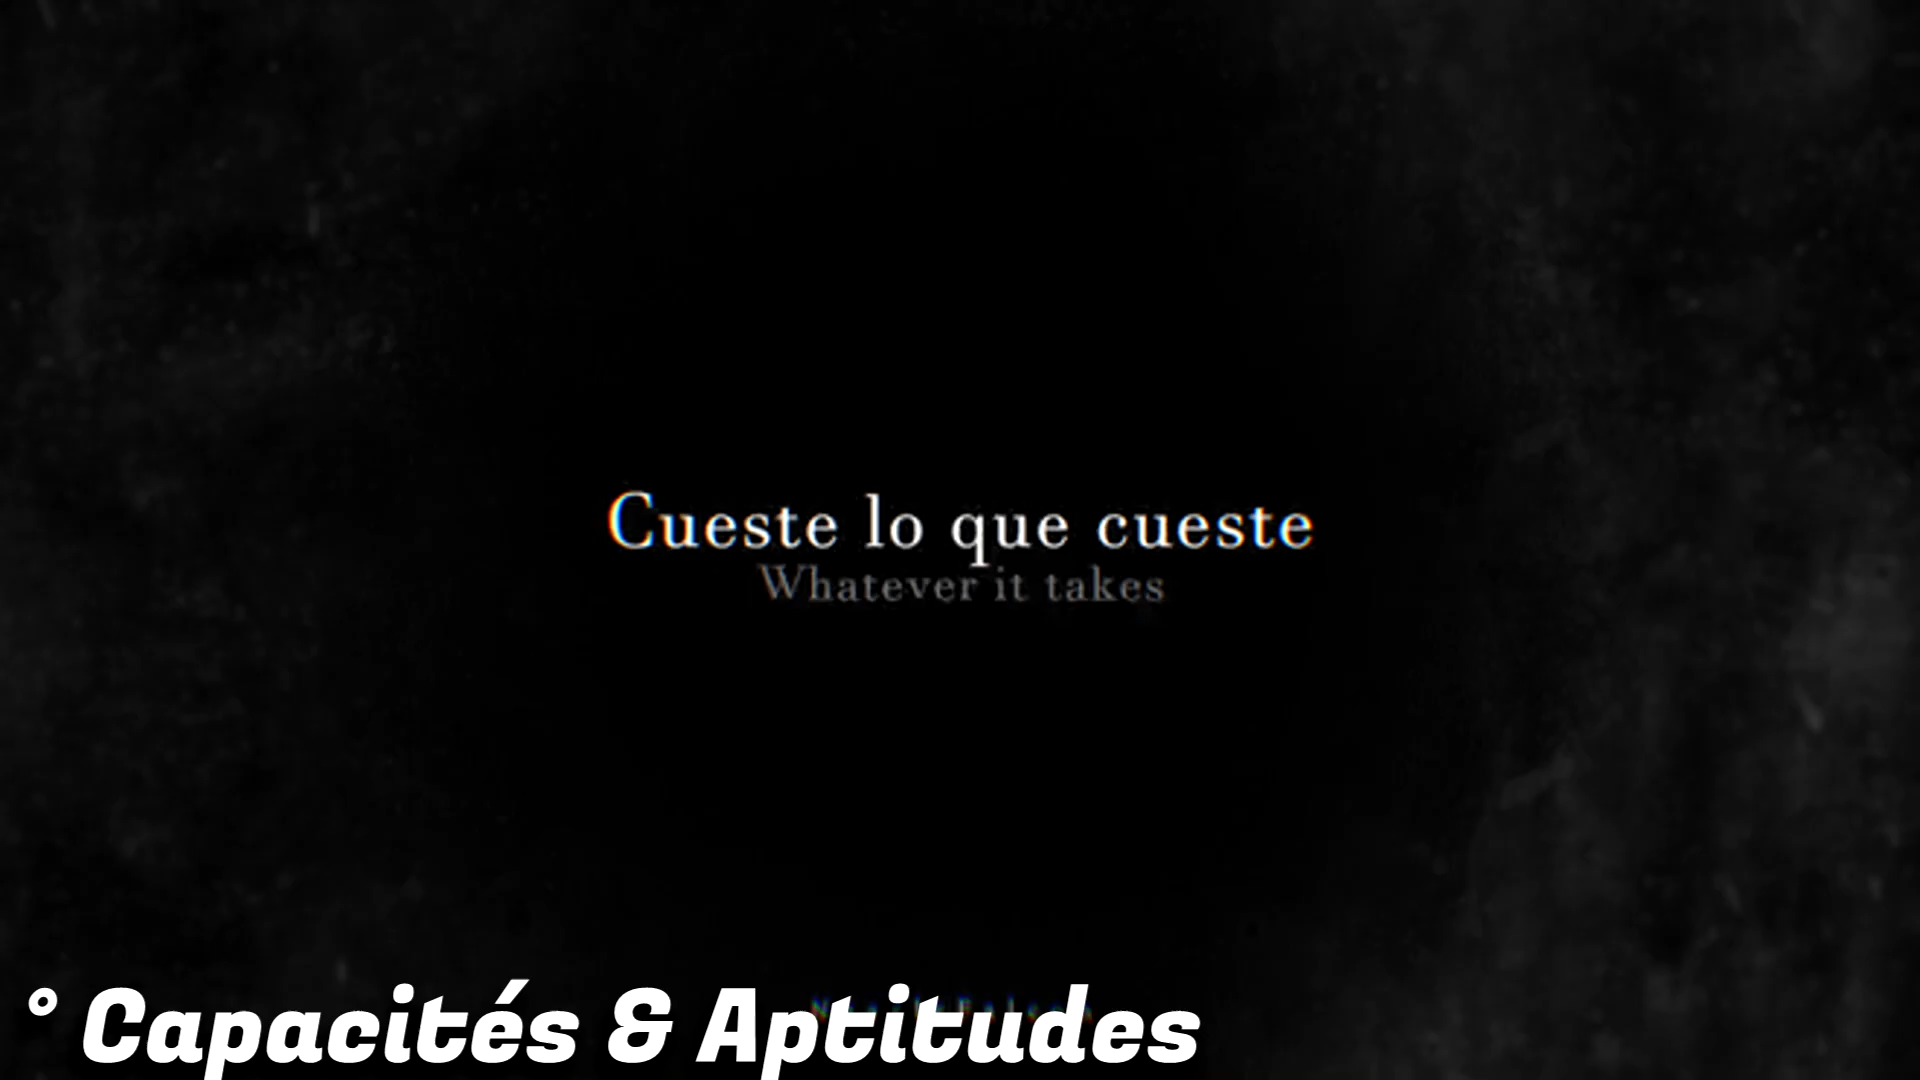 Cueste lo que cueste
Whatever it takes
° Capacités & Aptitudes